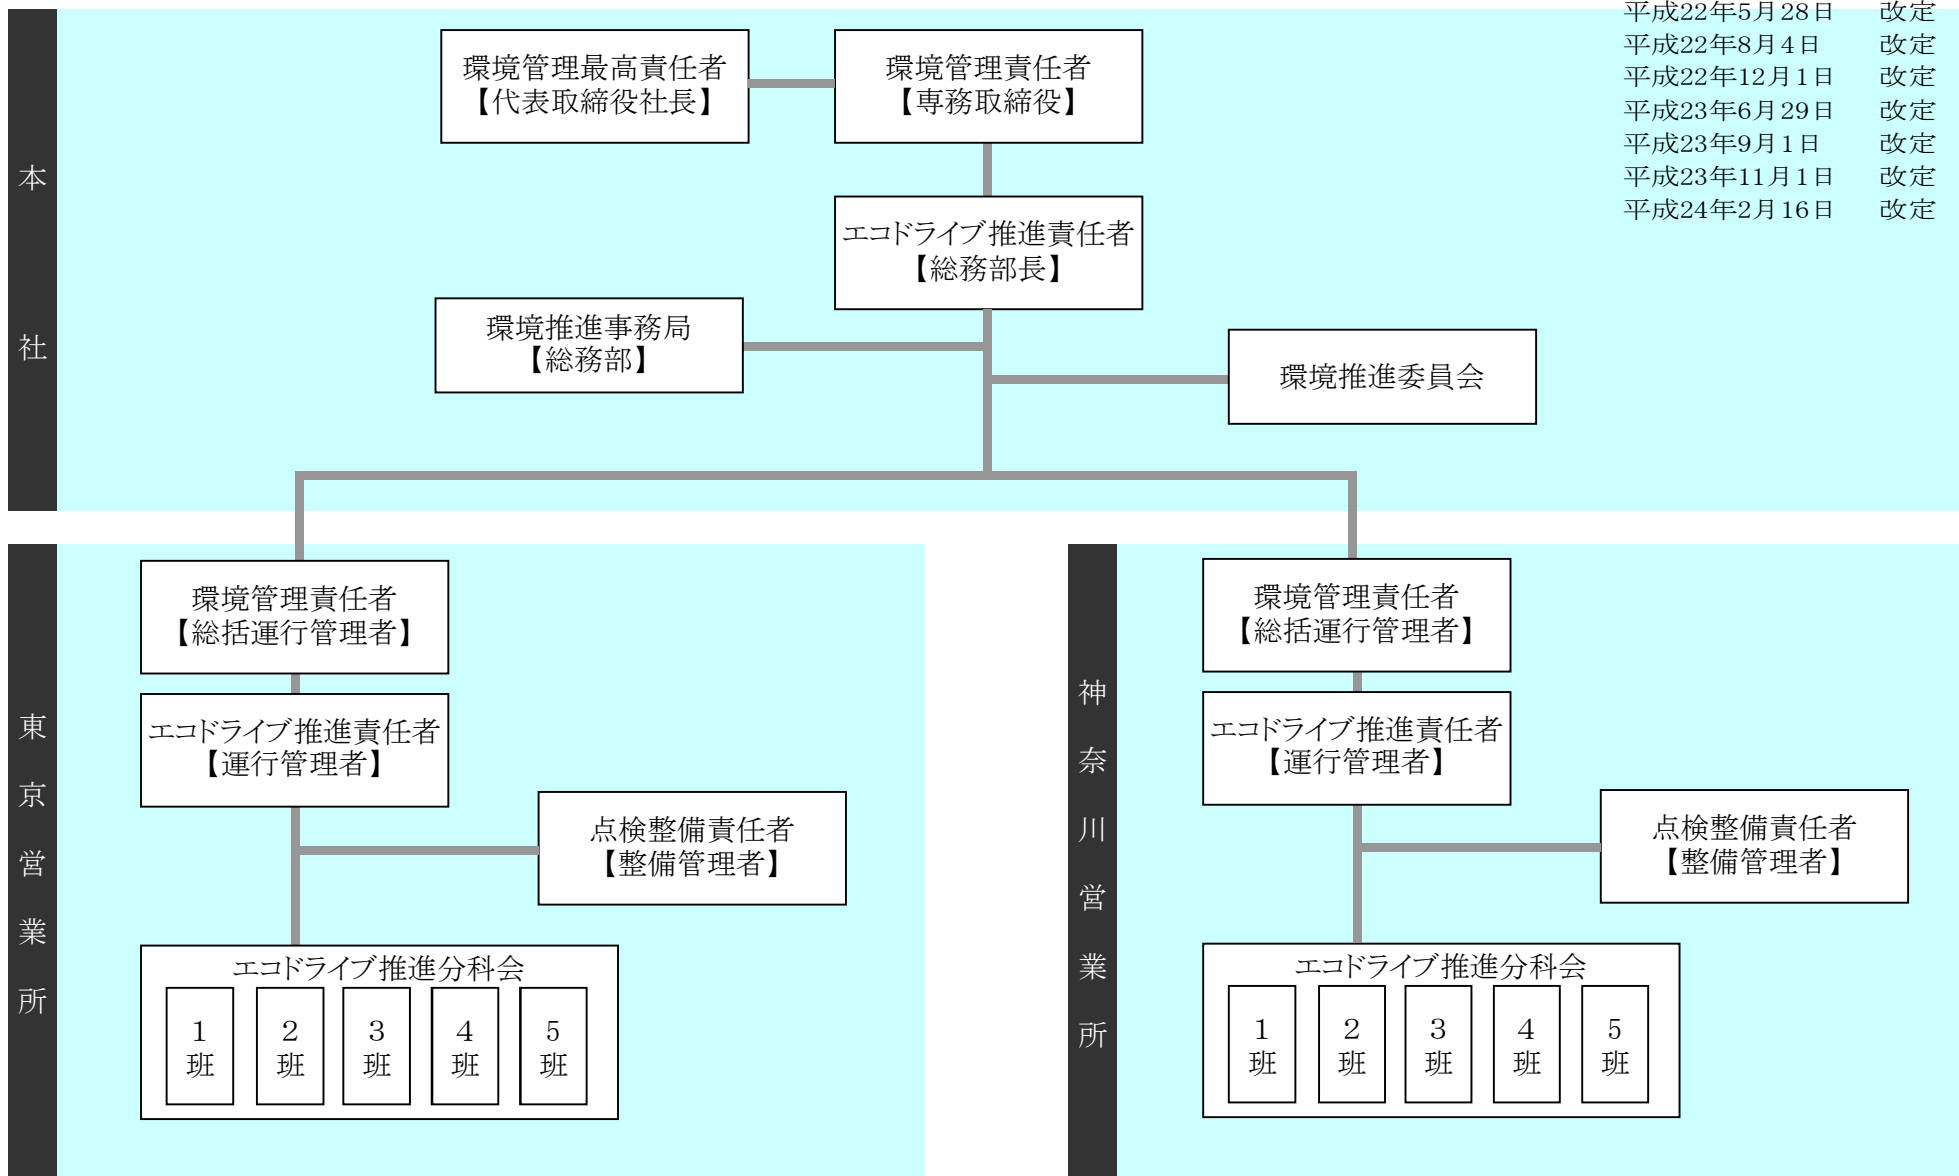 平成22年5月28日 改定
平成22年8月4日 改定
平成22年12月1日 改定
平成23年6月29日 改定
平成23年9月1日 改定
平成23年11月1日 改定
平成24年2月16日 改定
本社
環境管理最高責任者
【代表取締役社長】
環境管理責任者
【専務取締役】
エコドライブ推進責任者
【総務部長】
環境推進事務局
【総務部】
環境推進委員会
東京営業所
環境管理責任者
【総括運行管理者】
エコドライブ推進責任者
【運行管理者】
点検整備責任者
【整備管理者】
エコドライブ推進分科会
1班
2班
3班
4班
5班
神奈川営業所
環境管理責任者
【総括運行管理者】
エコドライブ推進責任者
【運行管理者】
点検整備責任者
【整備管理者】
エコドライブ推進分科会
1班
2班
3班
4班
5班